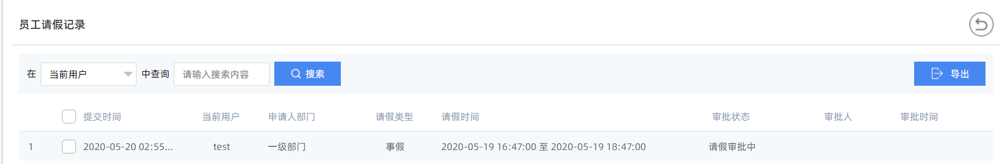 员工请假记录
在 当前用户 中查询 请输入搜索内容 搜索 导出
提交时间 当前用户 申请人部门 请假类型 请假时间 审批状态 审批人 审批时间
1 2020-05-20 02:55... test 一级部门 事假 2020-05-19 16:47:00 至 2020-05-19 18:47:00 请假审批中